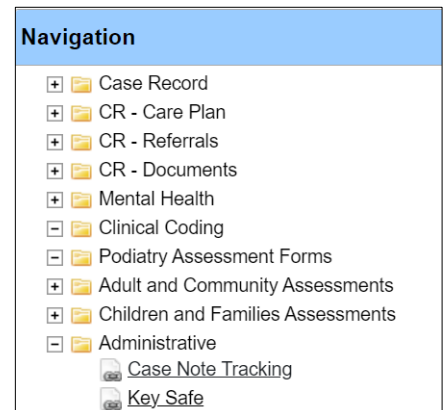 Navigation
Case Record
CR - Care Plan
CR - Referrals
CR - Documents
Mental Health
Clinical Coding
Podiatry Assessment Forms
Adult and Community Assessments
Children and Families Assessments
Administrative
Case Note Tracking
Key Safe